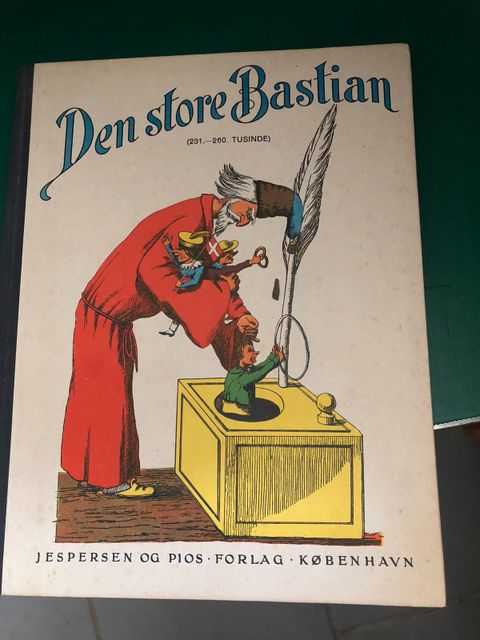 Den store Bastian
(231.—260. TUSINDE)
JESPERSEN OG PIOS · FORLAG · KØBENHAVN